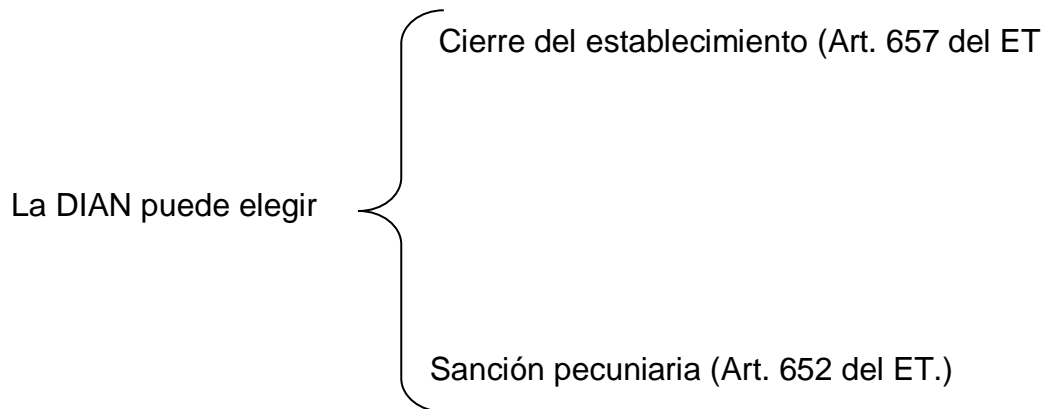 Cierre del establecimiento (Art. 657 del ET
La DIAN puede elegir
Sanción pecuniaria (Art. 652 del ET.)